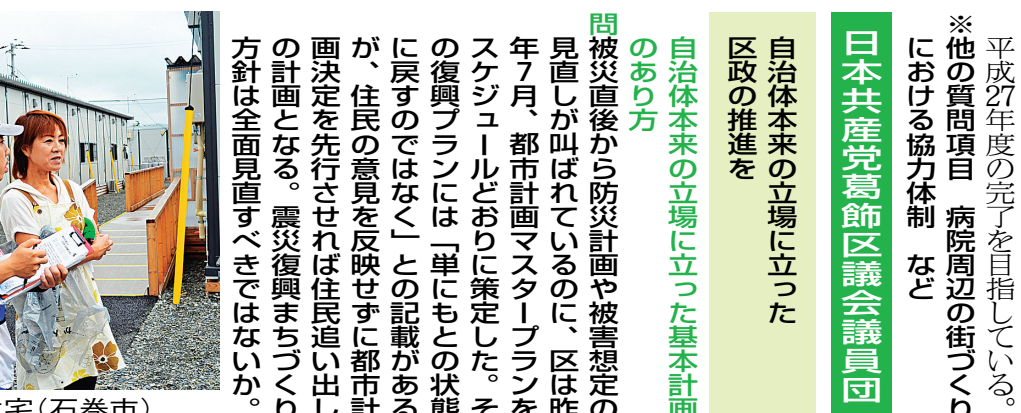 平成27年度の完了を目指している。
※他の質問項目　病院周辺の街づくり
における協力体制　など
日本共産党葛飾区議会議員団
自治体本来の立場に立った
区政の推進を
自治体本来の立場に立った基本計画
のあり方
問被災直後から防災計画や被害想定の
見直しが叫ばれているのに、区は昨
年7月、都市計画マスタープランを
スケジュールどおりに策定した。そ
の復興プランには「単にもとの状態
に戻すのではなく」との記載がある
が、住民の意見を反映せずに都市計
画決定を先行させれば住民追い出し
の計画となる。震災復興まちづくり
方針は全面見直すべきではないか。
宅(石巻市)